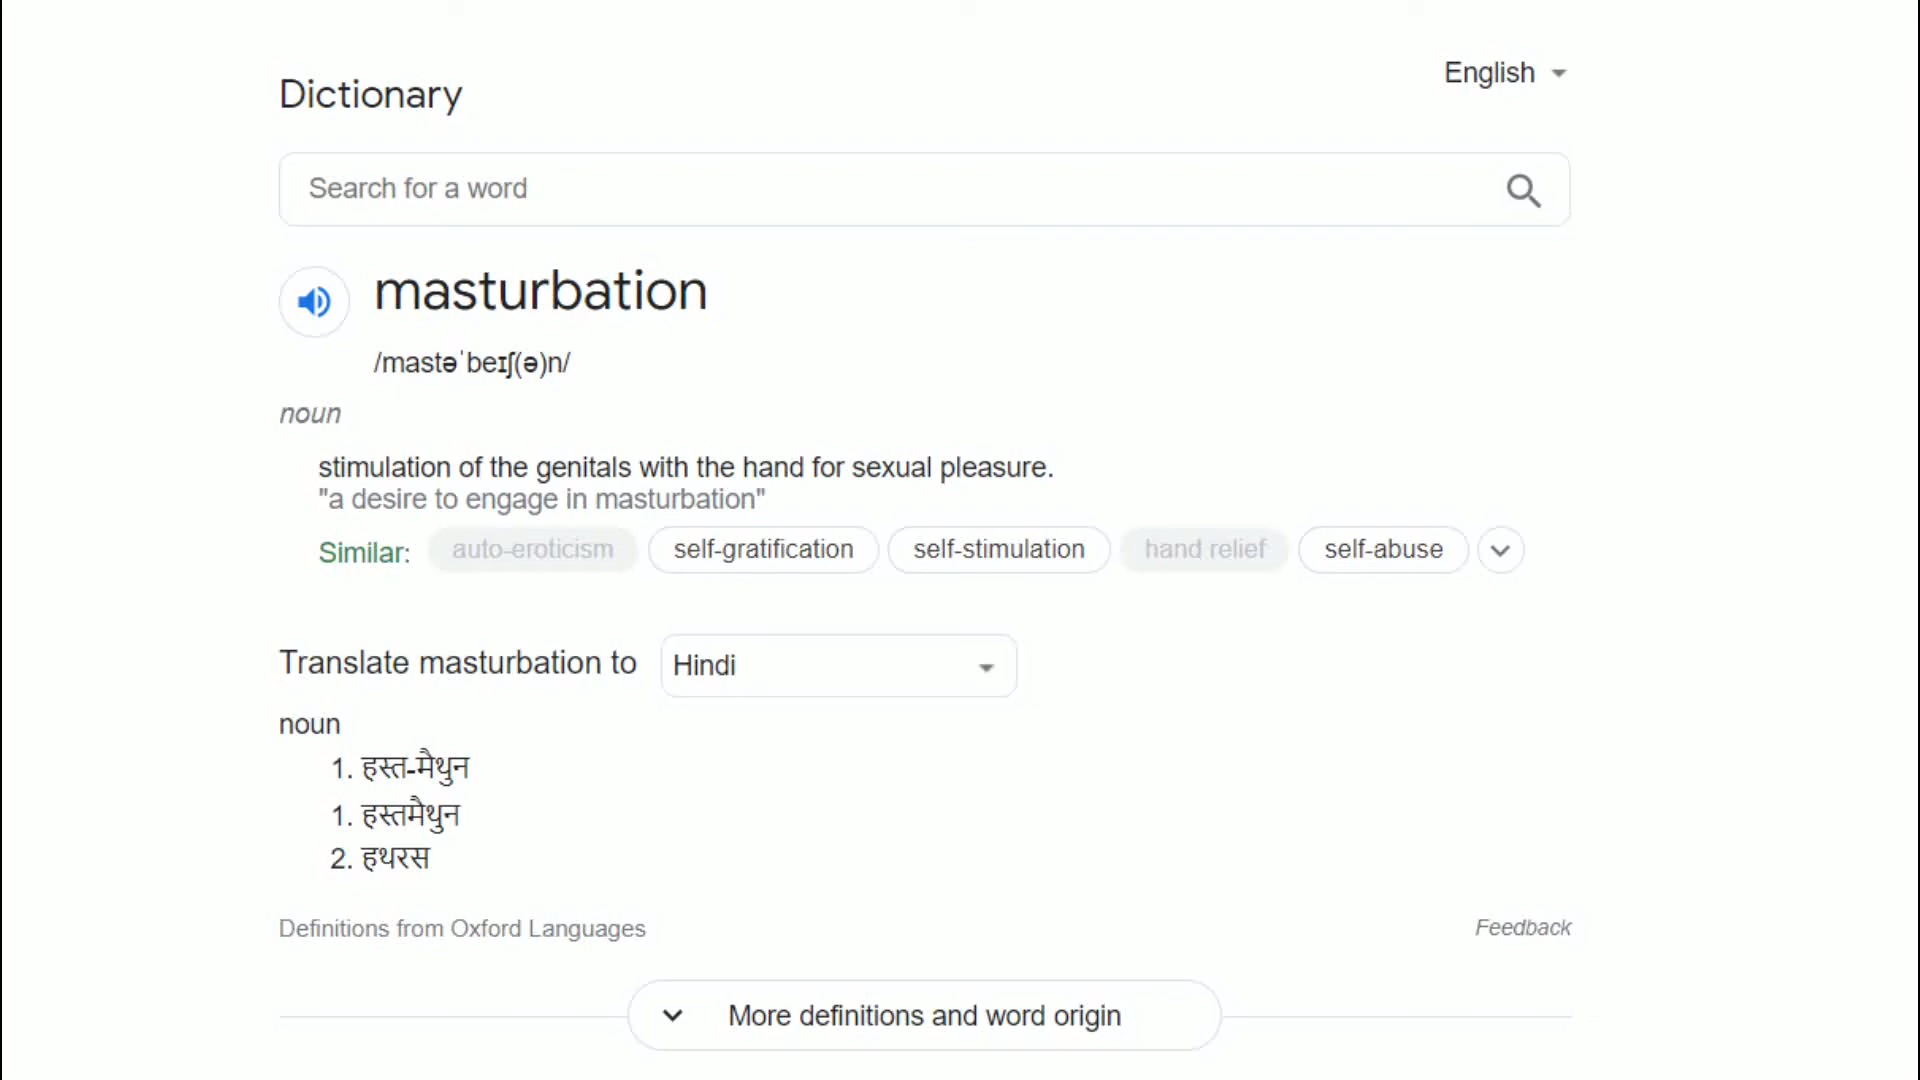 English
Dictionary
Search for a word
masturbation
/mastəˈbeɪʃ(ə)n/
noun
stimulation of the genitals with the hand for sexual pleasure.
"a desire to engage in masturbation"
Similar: auto-eroticism self-gratification self-stimulation hand relief self-abuse
Translate masturbation to Hindi
noun
1. हस्त-मैथुन
1. हस्तमैथुन
2. हथरस
Definitions from Oxford Languages Feedback
More definitions and word origin